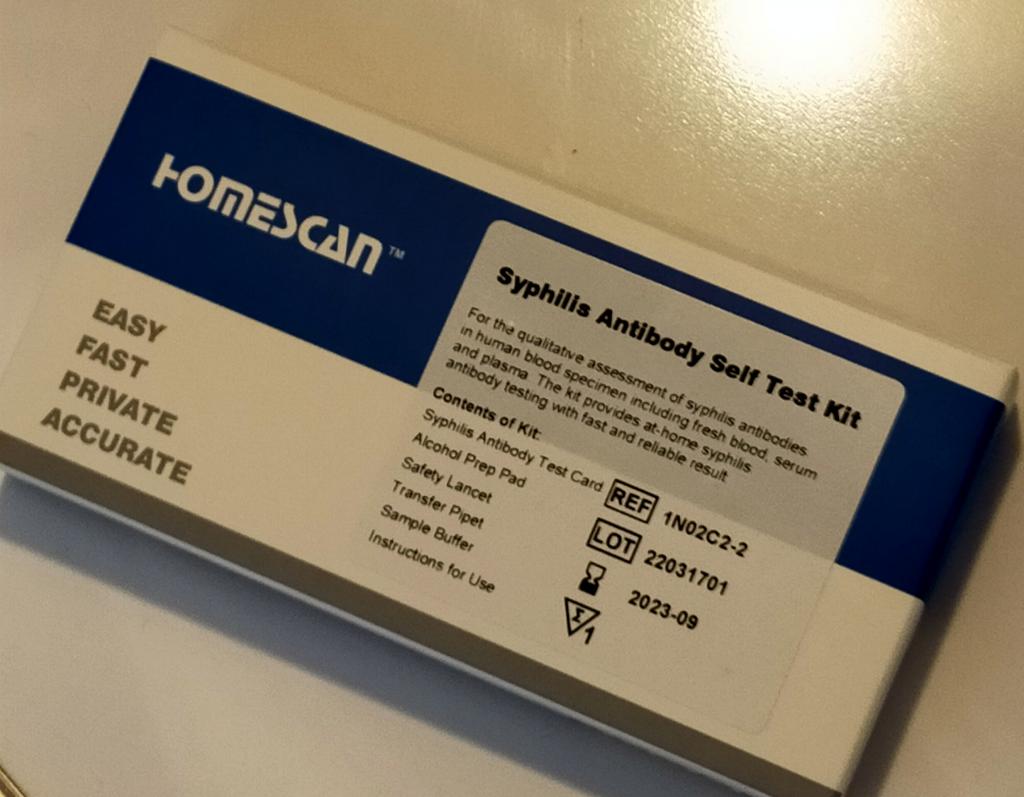 HOMESCAN™
EASY
FAST
PRIVATE
ACCURATE
Syphilis Antibody Self Test Kit
For the qualitative assessment of syphilis antibodies
in human blood specimen including fresh blood, serum
and plasma. The kit provides at-home syphilis
antibody testing with fast and reliable result
Contents of Kit:
Syphilis Antibody Test Card
Alcohol Prep Pad
Safety Lancet
Transfer Pipet
Sample Buffer
Instructions for Use
REF 1N02C2-2
LOT 22031701
2023-09
Σ 1